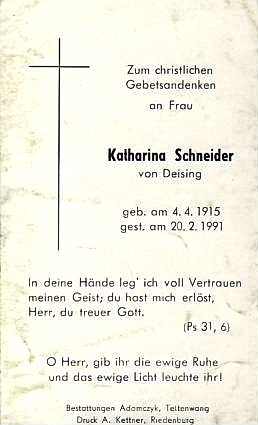 Zum christlichen
Gebetsandenken
an Frau
Katharina Schneider
von Deising
geb. am 4. 4. 1915
gest. am 20. 2. 1991
In deine Hände leg' ich voll Vertrauen
meinen Geist; du hast mich erlöst,
Herr, du treuer Gott.
(Ps 31, 6)
O Herr, gib ihr die ewige Ruhe
und das ewige Licht leuchte ihr!
Bestattungen Adamczyk, Tettenwang
Druck A. Kettner, Riedenburg